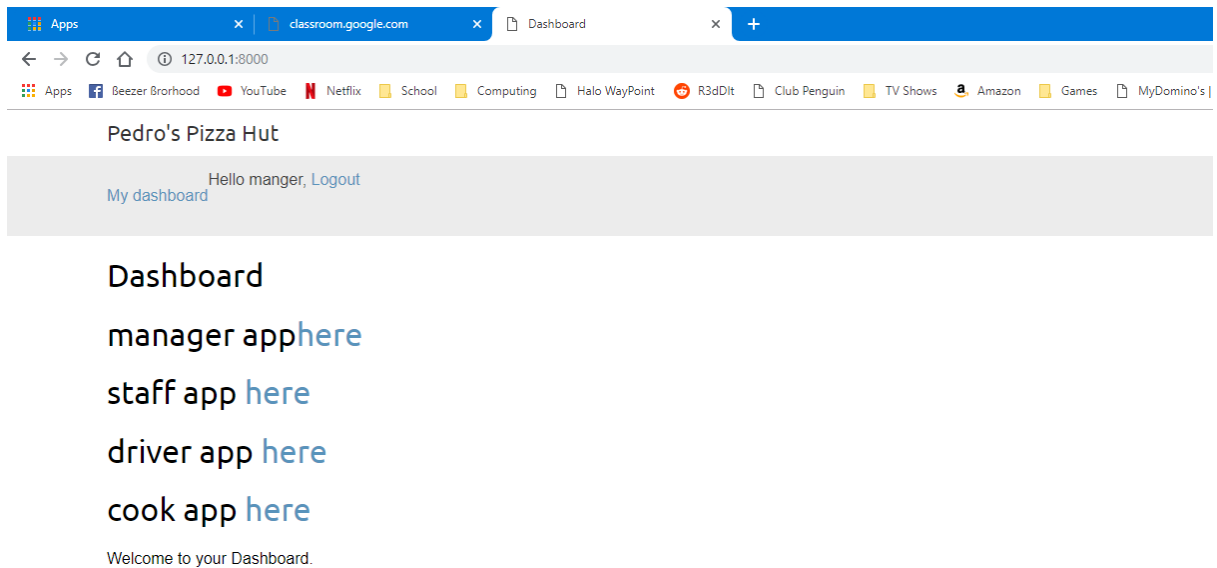 Apps classroom.google.com Dashboard
127.0.0.1:8000
Apps ßeezer ßrorhood YouTube Netflix School Computing Halo WayPoint R3dDIt Club Penguin TV Shows Amazon Games MyDomino's |
Pedro's Pizza Hut
Hello manger, Logout
My dashboard
Dashboard
manager apphere
staff app here
driver app here
cook app here
Welcome to your Dashboard.